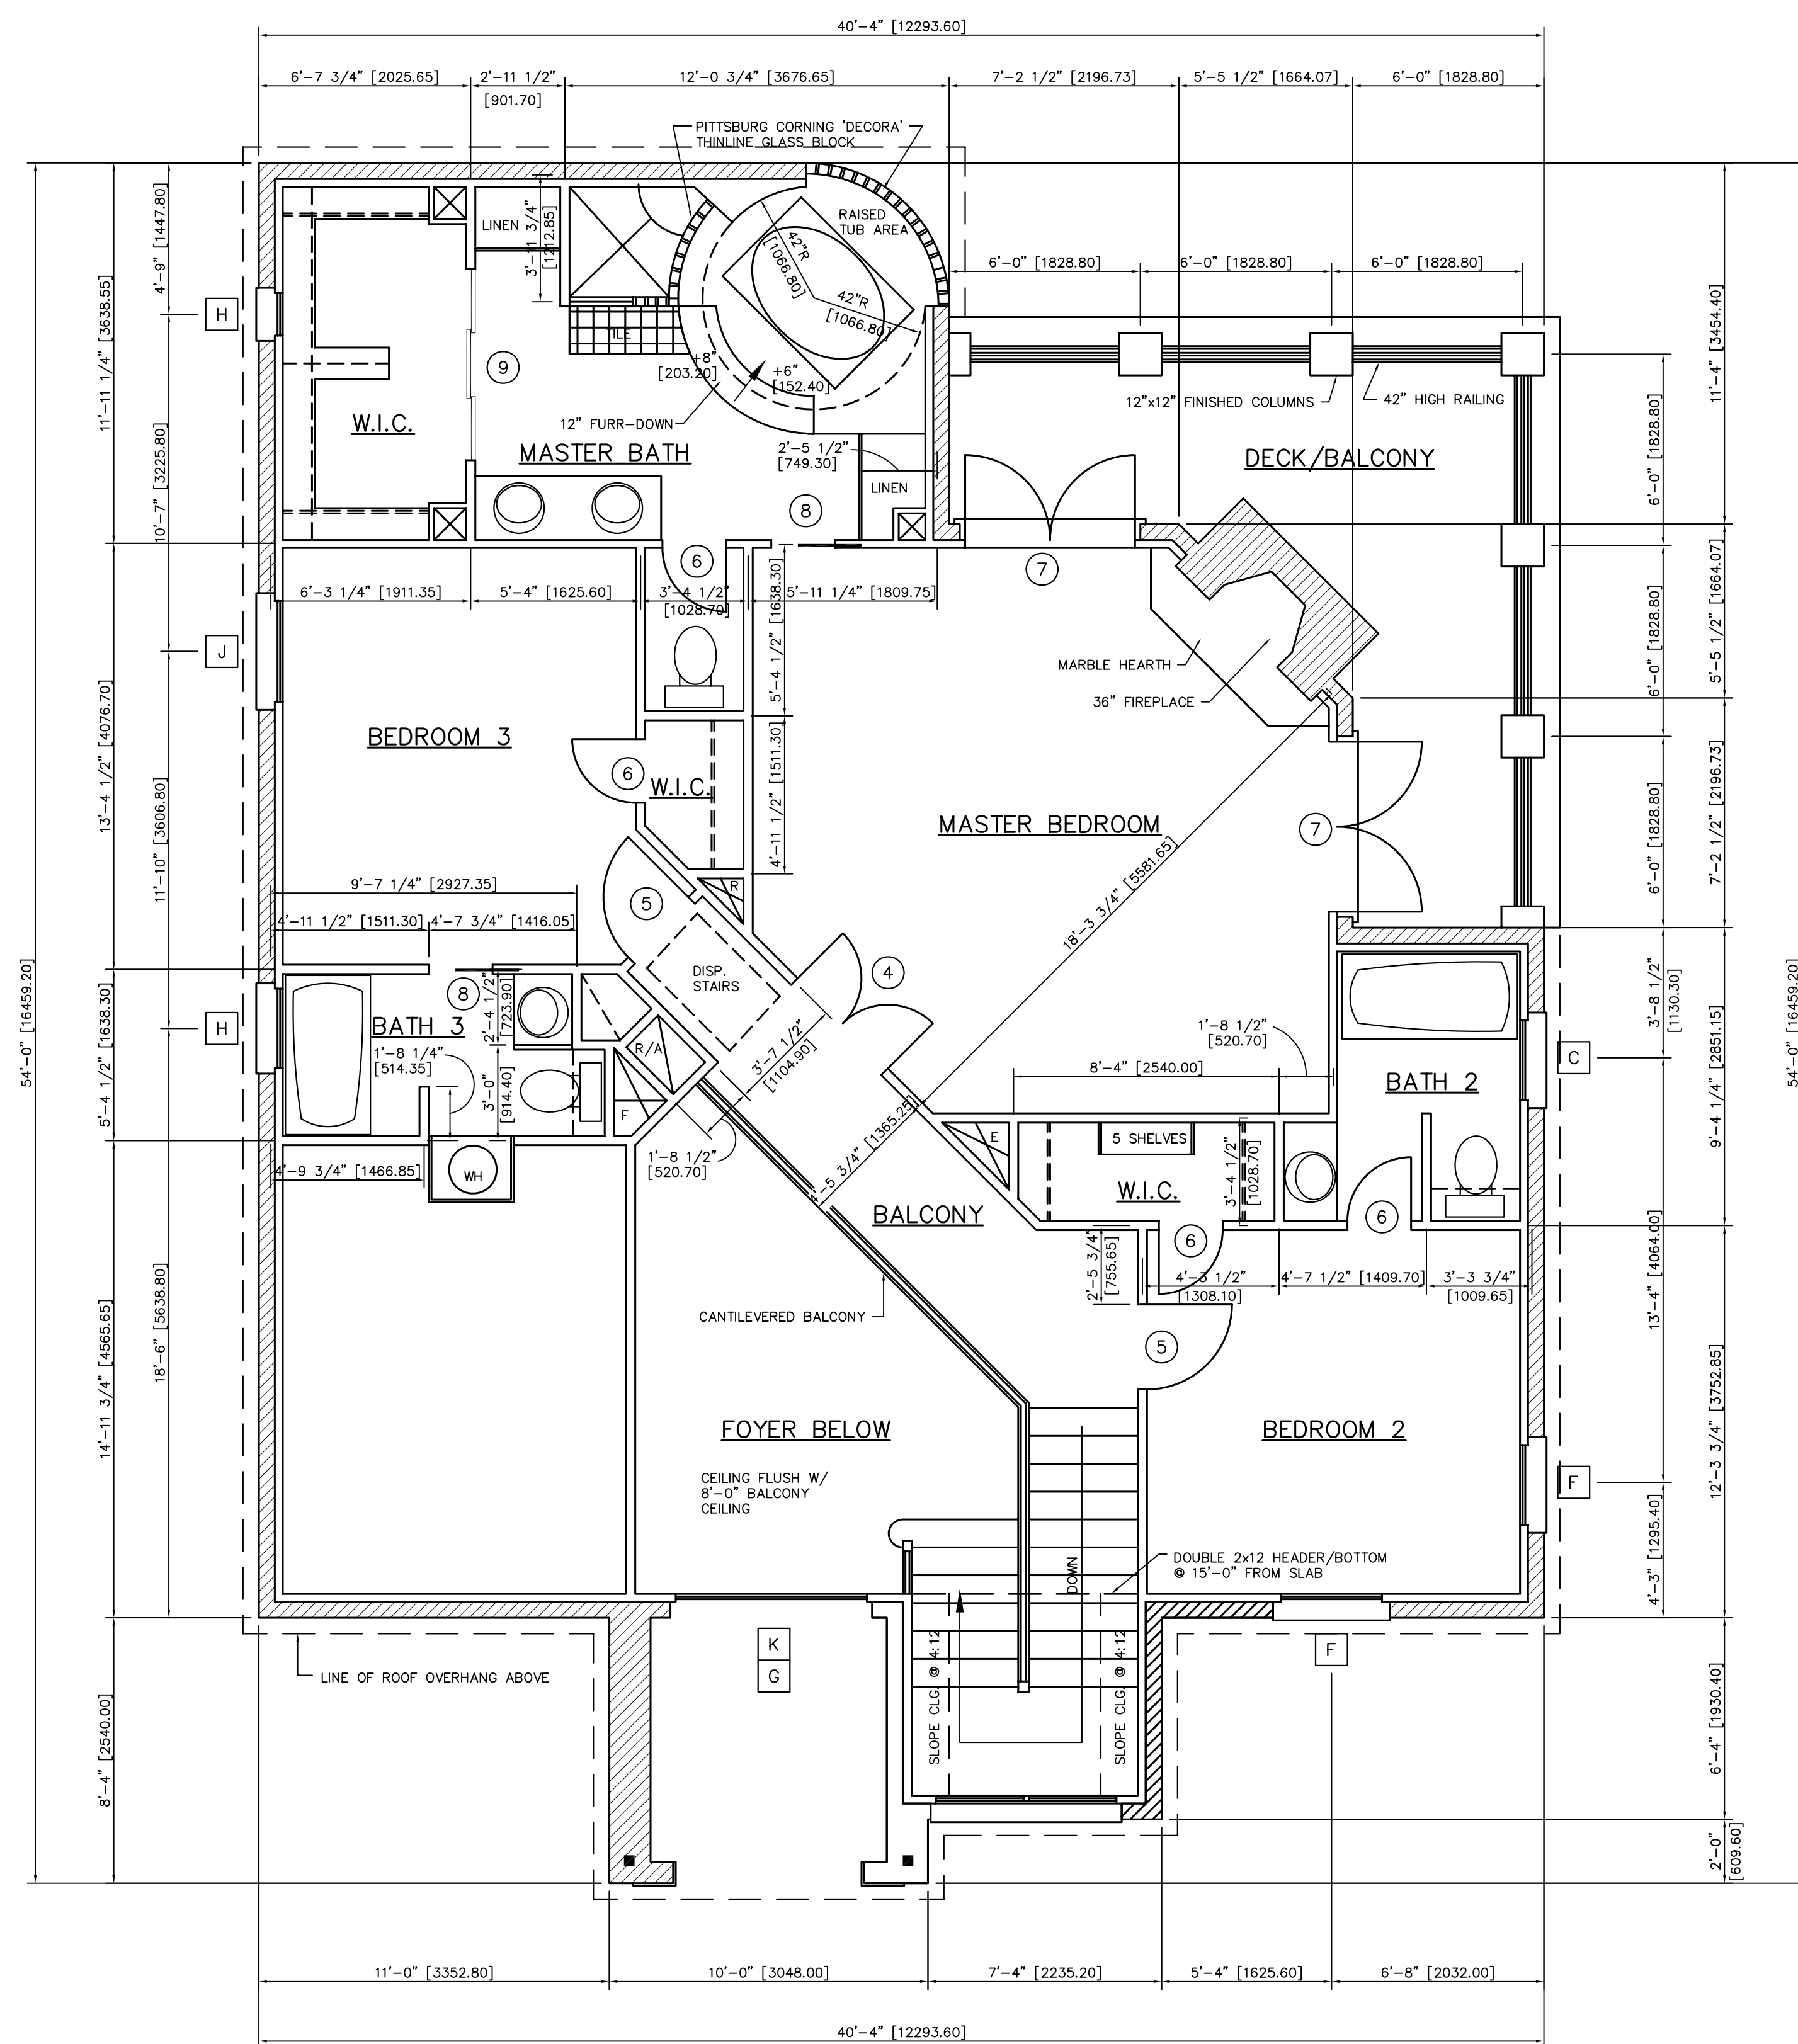 40'-4" [12293.60]
6'-7 3/4" [2025.65]
2'-11 1/2"
[901.70]
12'-0 3/4" [3676.65]
7'-2 1/2" [2196.73]
5'-5 1/2" [1664.07]
6'-0" [1828.80]
PITTSBURG CORNING 'DECORA'
THINLINE GLASS BLOCK
54'-0" [16459.20]
11'-11 1/4" [3638.55]
4'-9" [1447.80]
H
LINEN
3'-11 3/4"
[1212.85]
RAISED
TUB AREA
42"R
[1066.80]
42"R
[1066.80]
6'-0" [1828.80]
6'-0" [1828.80]
6'-0" [1828.80]
11'-4" [3454.40]
54'-0" [16459.20]
TILE
9
+8"
[203.20]
+6"
[152.40]
12" FURR-DOWN
12"x12" FINISHED COLUMNS
42" HIGH RAILING
W.I.C.
MASTER BATH
2'-5 1/2"
[749.30]
LINEN
8
DECK/BALCONY
6'-0" [1828.80]
10'-7" [3225.80]
6
7
6'-3 1/4" [1911.35]
5'-4" [1625.60]
3'-4 1/2"
[1028.70]
5'-11 1/4" [1809.75]
5'-4 1/2" [1638.30]
J
MARBLE HEARTH
36" FIREPLACE
6'-0" [1828.80]
5'-5 1/2" [1664.07]
13'-4 1/2" [4076.70]
BEDROOM 3
6
W.I.C.
4'-11 1/2" [1511.30]
MASTER BEDROOM
7
6'-0" [1828.80]
7'-2 1/2" [2196.73]
11'-10" [3606.80]
18'-3 3/4" [5581.65]
9'-7 1/4" [2927.35]
5
R
4'-11 1/2" [1511.30]
4'-7 3/4" [1416.05]
DISP.
STAIRS
4
8
2'-4 1/2"
[723.90]
H
BATH 3
1'-8 1/4"
[514.35]
3'-0"
[914.40]
R/A
F
5'-4 1/2" [1638.30]
3'-7 1/2"
[1104.90]
1'-8 1/2"
[520.70]
8'-4" [2540.00]
3'-8 1/2"
[1130.30]
9'-4 1/4" [2851.15]
C
BATH 2
4'-9 3/4" [1466.85]
WH
1'-8 1/2"
[520.70]
4'-5 3/4" [1365.25]
E
5 SHELVES
W.I.C.
3'-4 1/2"
[1028.70]
BALCONY
6
6
2'-5 3/4"
[755.65]
4'-3 1/2"
[1308.10]
4'-7 1/2" [1409.70]
3'-3 3/4"
[1009.65]
13'-4" [4064.00]
CANTILEVERED BALCONY
5
14'-11 3/4" [4565.65]
18'-6" [5638.80]
FOYER BELOW
CEILING FLUSH W/
8'-0" BALCONY
CEILING
BEDROOM 2
12'-3 3/4" [3752.85]
F
DOWN
DOUBLE 2x12 HEADER/BOTTOM
@ 15'-0" FROM SLAB
4'-3" [1295.40]
K
G
F
SLOPE CLG. @ 4:12
SLOPE CLG. @ 4:12
LINE OF ROOF OVERHANG ABOVE
8'-4" [2540.00]
6'-4" [1930.40]
2'-0"
[609.60]
11'-0" [3352.80]
10'-0" [3048.00]
7'-4" [2235.20]
5'-4" [1625.60]
6'-8" [2032.00]
40'-4" [12293.60]